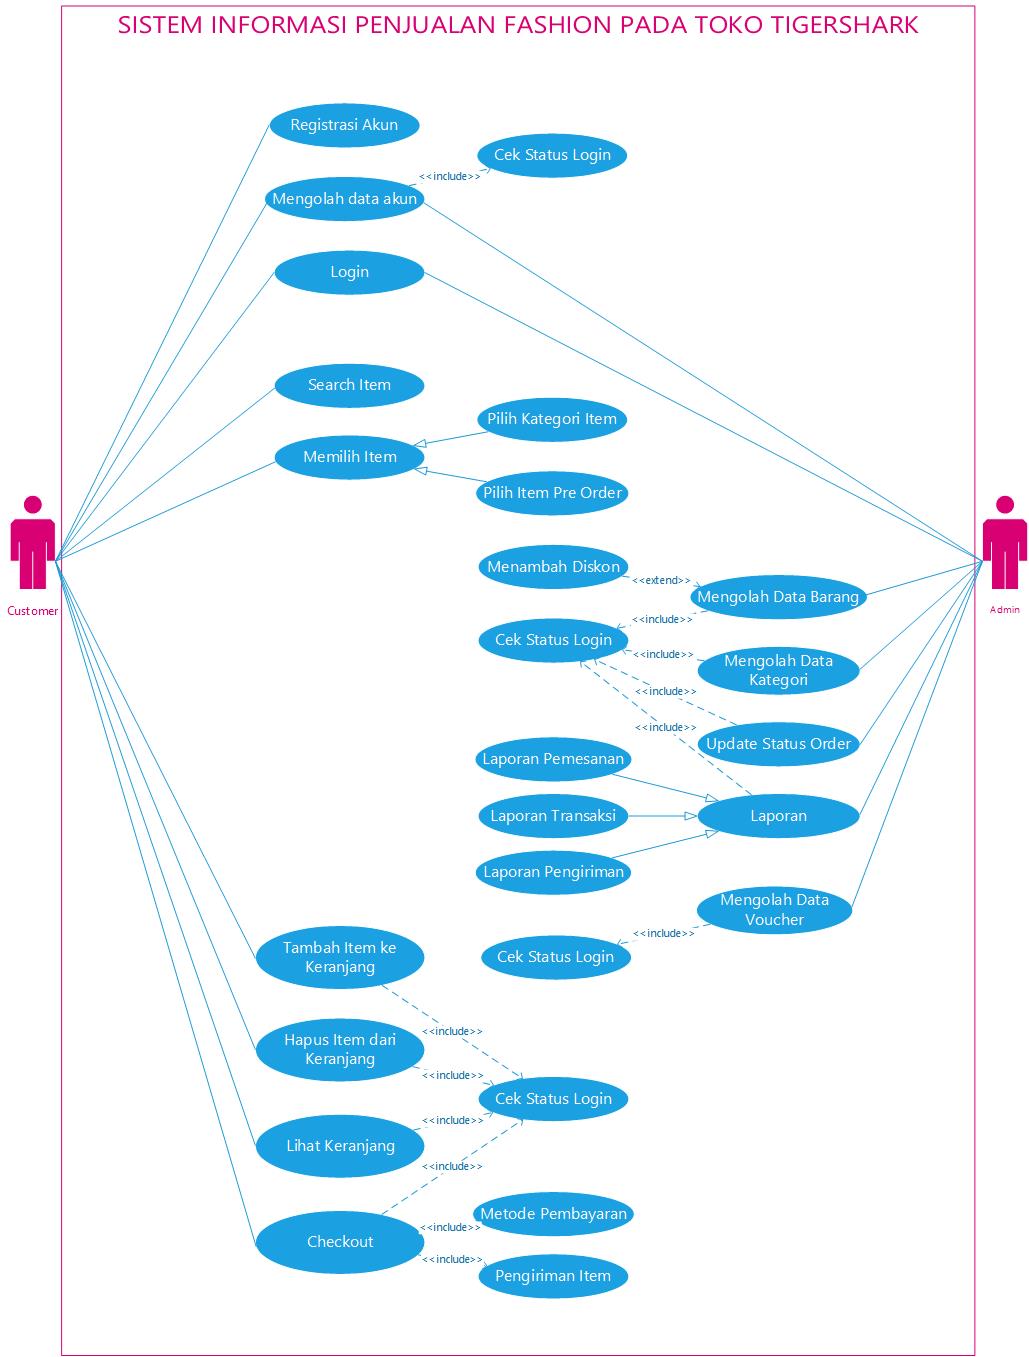 SISTEM INFORMASI PENJUALAN FASHION PADA TOKO TIGERSHARK
Registrasi Akun
Cek Status Login
<<include>>
Mengolah data akun
Login
Search Item
Pilih Kategori Item
Memilih Item
Pilih Item Pre Order
Customer
Admin
Menambah Diskon
<<extend>>
Mengolah Data Barang
<<include>>
Cek Status Login
<<include>>
Mengolah Data
Kategori
<<include>>
<<include>>
Update Status Order
Laporan Pemesanan
Laporan Transaksi
Laporan
Laporan Pengiriman
Mengolah Data
Voucher
<<include>>
Cek Status Login
Tambah Item ke
Keranjang
<<include>>
Hapus Item dari
Keranjang
<<include>>
Cek Status Login
<<include>>
Lihat Keranjang
<<include>>
Metode Pembayaran
<<include>>
Checkout
<<include>>
Pengiriman Item